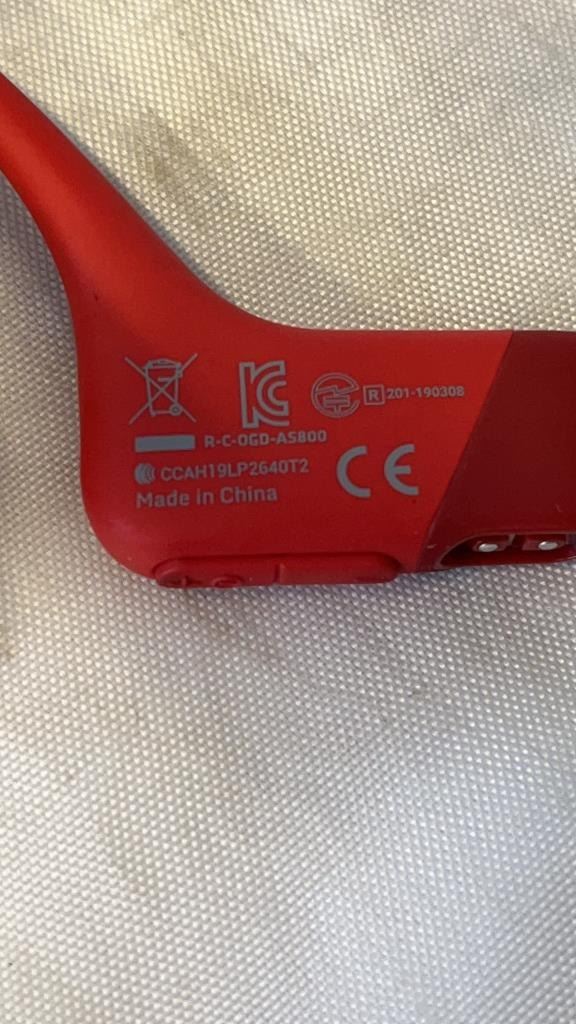 R 201-190308
R-C-OGD-AS800
CCAH19LP2640T2
Made in China
CE